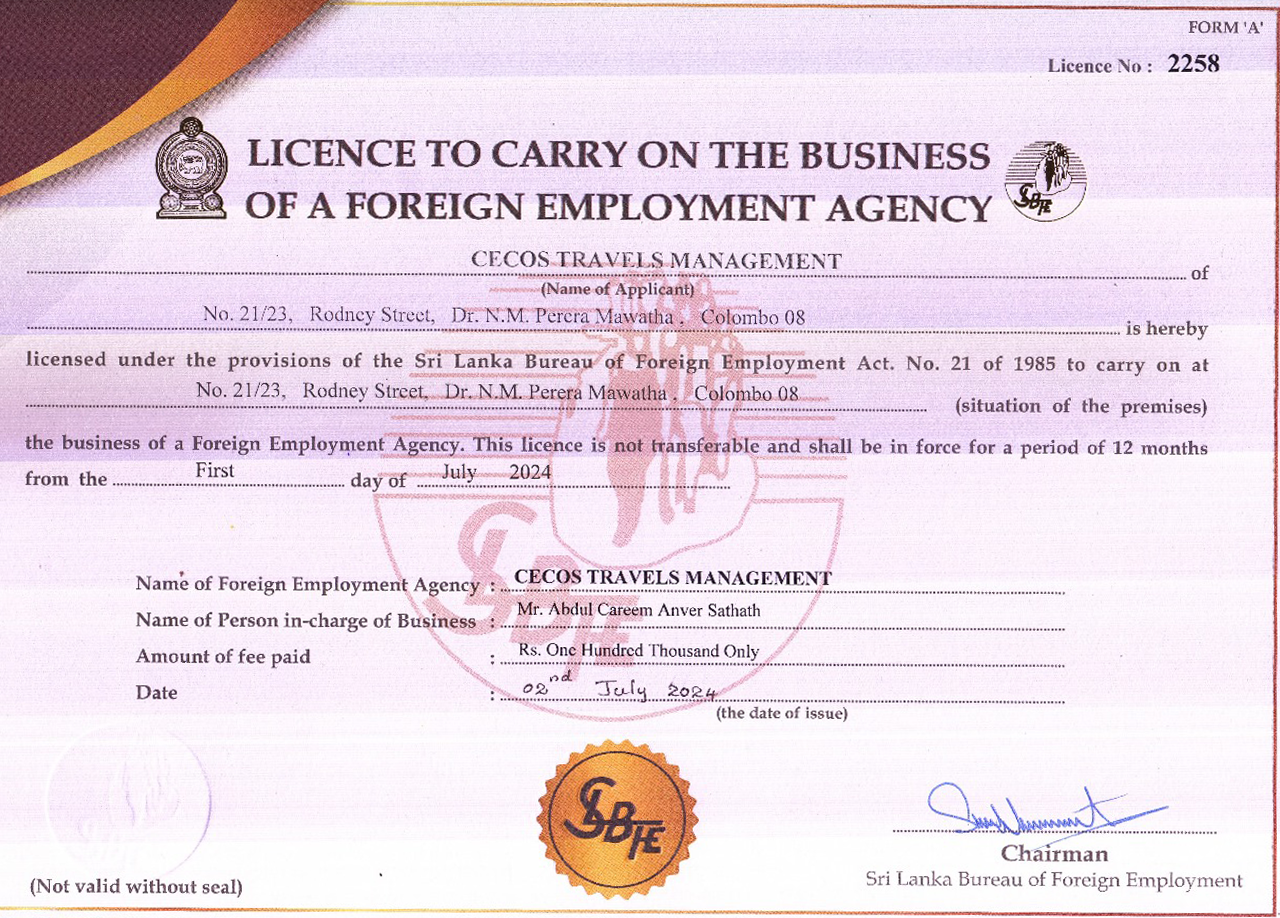 FORM 'A'
Licence No : 2258
LICENCE TO CARRY ON THE BUSINESS
OF A FOREIGN EMPLOYMENT AGENCY
SLBFE
CECOS TRAVELS MANAGEMENT of
(Name of Applicant)
No. 21/23, Rodney Street, Dr. N.M. Perera Mawatha , Colombo 08 is hereby
licensed under the provisions of the Sri Lanka Bureau of Foreign Employment Act. No. 21 of 1985 to carry on at
No. 21/23, Rodney Street, Dr. N.M. Perera Mawatha , Colombo 08 (situation of the premises)
the business of a Foreign Employment Agency. This licence is not transferable and shall be in force for a period of 12 months
from the First day of July 2024
SLBFE
Name of Foreign Employment Agency : CECOS TRAVELS MANAGEMENT
Name of Person in-charge of Business : Mr. Abdul Careem Anver Sathath
Amount of fee paid : Rs. One Hundred Thousand Only
Date : 02nd July 2024
(the date of issue)
SLBFE
Chairman
Sri Lanka Bureau of Foreign Employment
(Not valid without seal)